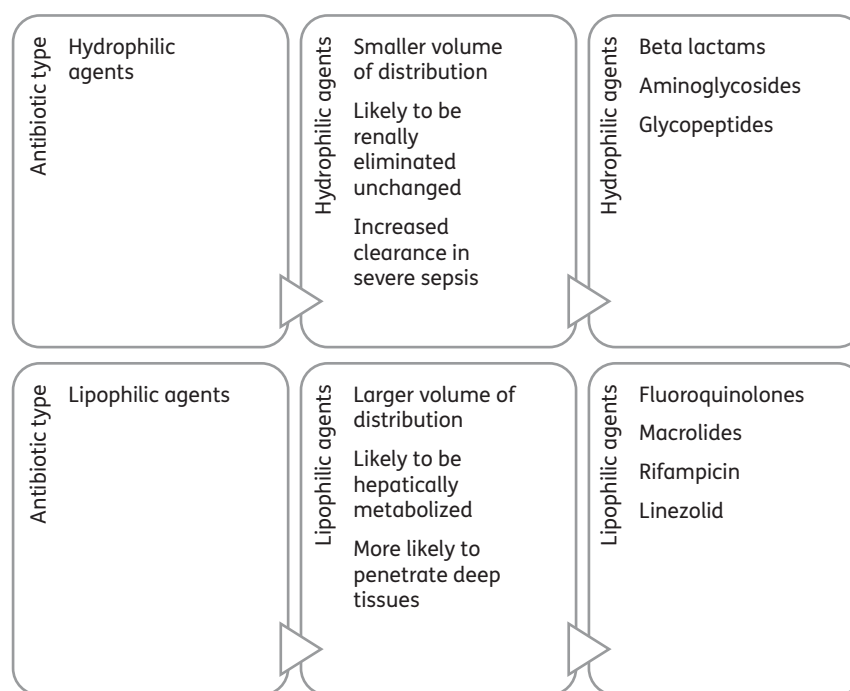 Antibiotic type
Hydrophilic
agents
Hydrophilic agents
Smaller volume
of distribution
Likely to be
renally
eliminated
unchanged
Increased
clearance in
severe sepsis
Hydrophilic agents
Beta lactams
Aminoglycosides
Glycopeptides
Antibiotic type
Lipophilic agents
Lipophilic agents
Larger volume of
distribution
Likely to be
hepatically
metabolized
More likely to
penetrate deep
tissues
Lipophilic agents
Fluoroquinolones
Macrolides
Rifampicin
Linezolid